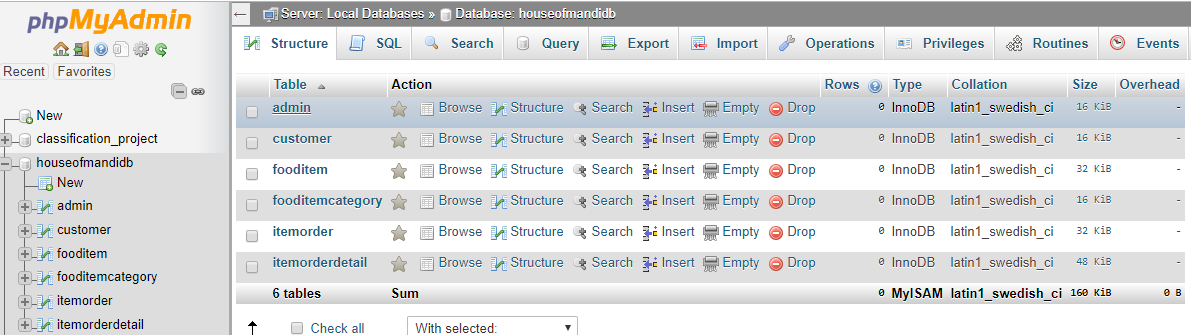 phpMyAdmin
Recent Favorites
New
classification_project
houseofmandidb
New
admin
customer
fooditem
fooditemcategory
itemorder
itemorderdetail
Server: Local Databases » Database: houseofmandidb
Structure SQL Search Query Export Import Operations Privileges Routines Events
Table Action Rows Type Collation Size Overhead
admin Browse Structure Search Insert Empty Drop 0 InnoDB latin1_swedish_ci 16 KiB -
customer Browse Structure Search Insert Empty Drop 0 InnoDB latin1_swedish_ci 16 KiB -
fooditem Browse Structure Search Insert Empty Drop 0 InnoDB latin1_swedish_ci 32 KiB -
fooditemcategory Browse Structure Search Insert Empty Drop 0 InnoDB latin1_swedish_ci 16 KiB -
itemorder Browse Structure Search Insert Empty Drop 0 InnoDB latin1_swedish_ci 32 KiB -
itemorderdetail Browse Structure Search Insert Empty Drop 0 InnoDB latin1_swedish_ci 48 KiB -
6 tables Sum 0 MyISAM latin1_swedish_ci 160 KiB 0 B
Check all With selected: